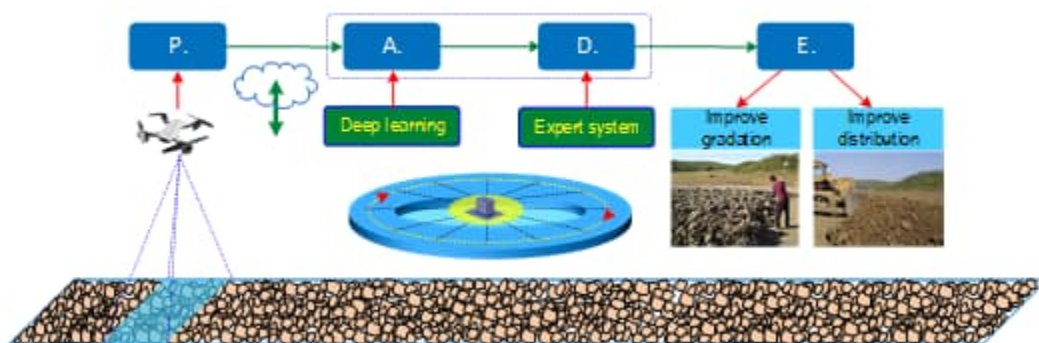 P.
A.
D.
E.
Deep learning
Expert system
Improve
gradation
Improve
distribution